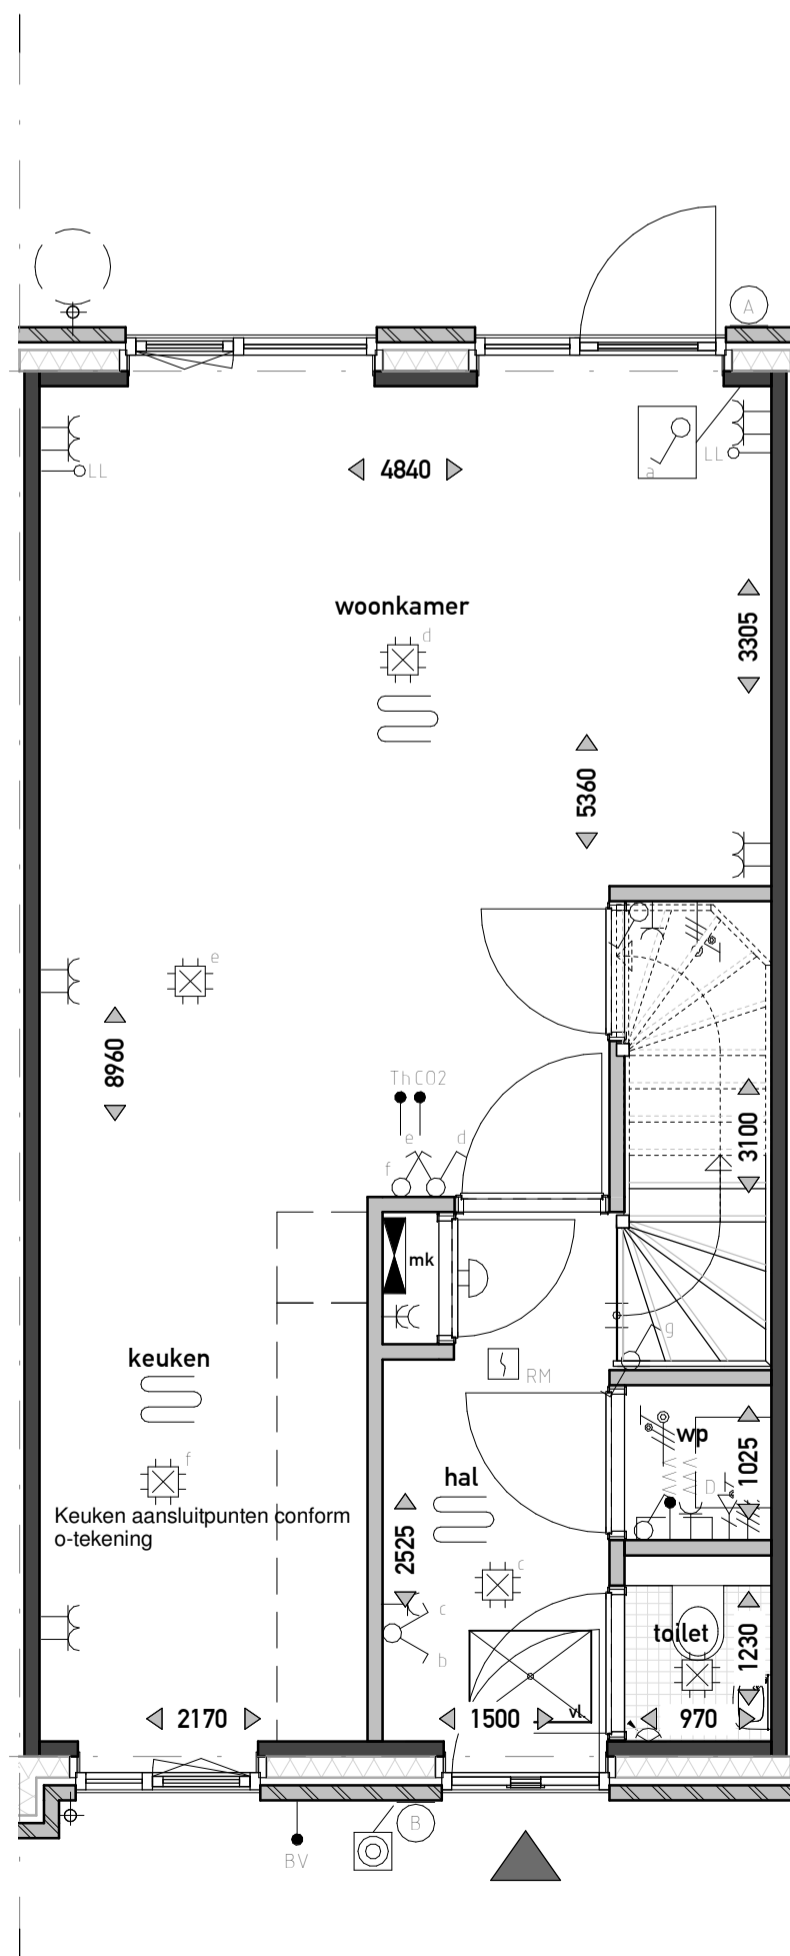 A
LL
4840
a
LL
woonkamer
d
3305
5360
e
8960
Th CO2
e
d
f
3100
mk
g
keuken
RM
f
hal
wp
D
1025
Keuken aansluitpunten conform
o-tekening
2525
c
c
b
toilet
1230
2170
1500
vl.
970
B
BV